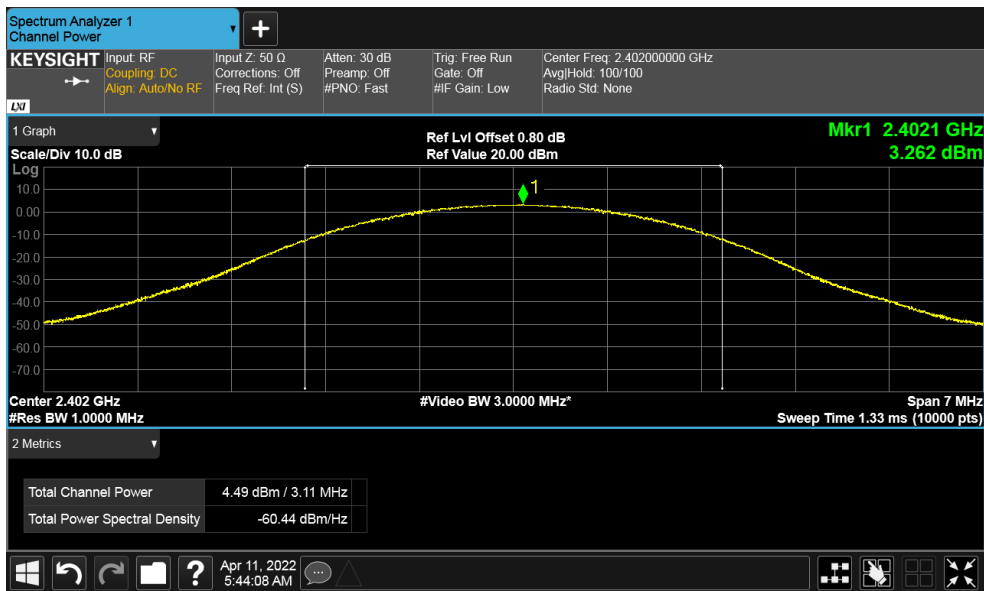 Spectrum Analyzer 1
Channel Power
+
KEYSIGHT
LXI
Input: RF
Coupling: DC
Align: Auto/No RF
Input Z: 50 Ω
Corrections: Off
Freq Ref: Int (S)
Atten: 30 dB
Preamp: Off
#PNO: Fast
Trig: Free Run
Gate: Off
#IF Gain: Low
Center Freq: 2.402000000 GHz
Avg|Hold: 100/100
Radio Std: None
1 Graph
Scale/Div 10.0 dB
Ref Lvl Offset 0.80 dB
Ref Value 20.00 dBm
Mkr1 2.4021 GHz
3.262 dBm
Log
10.0
0.00
-10.0
-20.0
-30.0
-40.0
-50.0
-60.0
-70.0
1
Center 2.402 GHz
#Res BW 1.0000 MHz
#Video BW 3.0000 MHz*
Span 7 MHz
Sweep Time 1.33 ms (10000 pts)
2 Metrics
Total Channel Power 4.49 dBm / 3.11 MHz
Total Power Spectral Density -60.44 dBm/Hz
?
Apr 11, 2022
5:44:08 AM